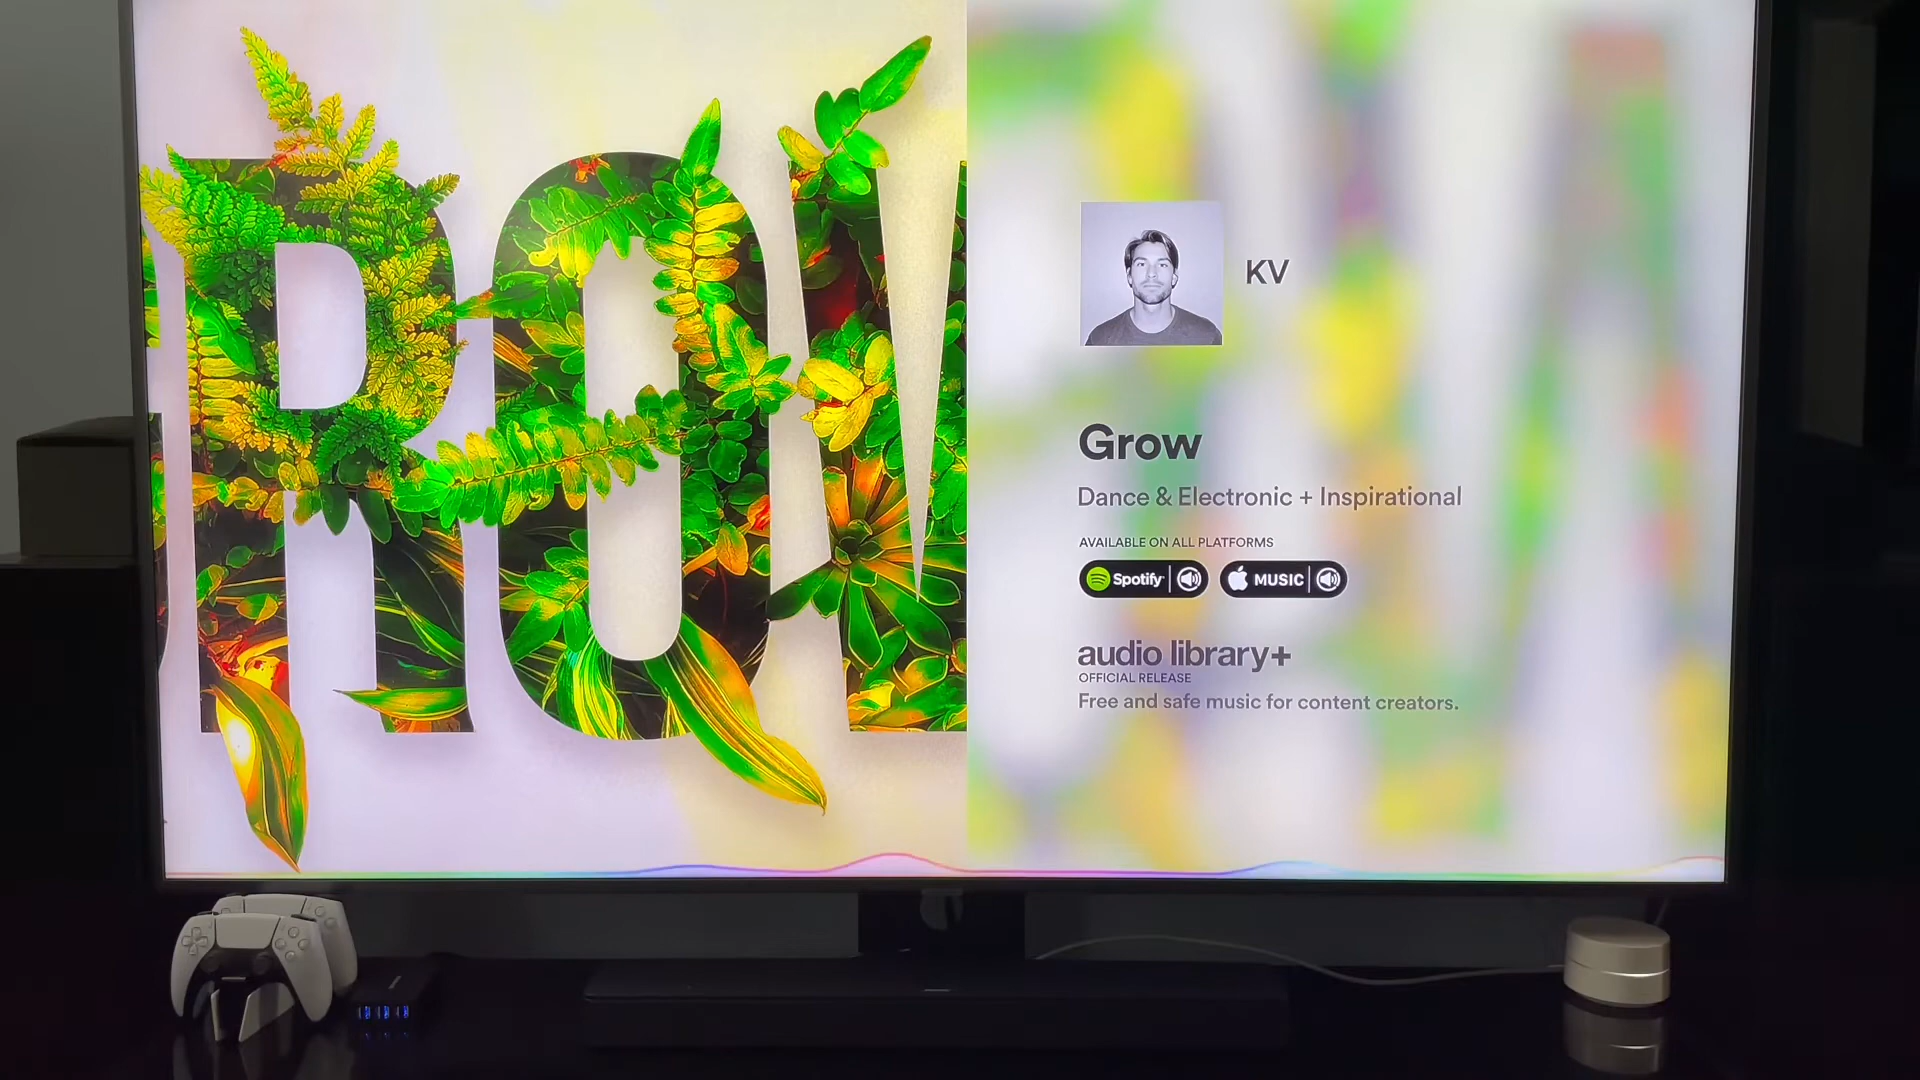 GROW
KV
Grow
Dance & Electronic + Inspirational
AVAILABLE ON ALL PLATFORMS
Spotify
MUSIC
audio library+
OFFICIAL RELEASE
Free and safe music for content creators.